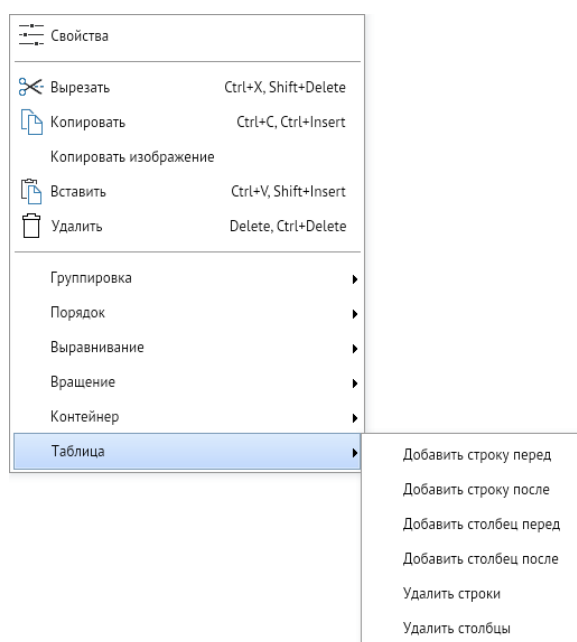 Свойства
Вырезать Ctrl+X, Shift+Delete
Копировать Ctrl+C, Ctrl+Insert
Копировать изображение
Вставить Ctrl+V, Shift+Insert
Удалить Delete, Ctrl+Delete
Группировка
Порядок
Выравнивание
Вращение
Контейнер
Таблица
Добавить строку перед
Добавить строку после
Добавить столбец перед
Добавить столбец после
Удалить строки
Удалить столбцы